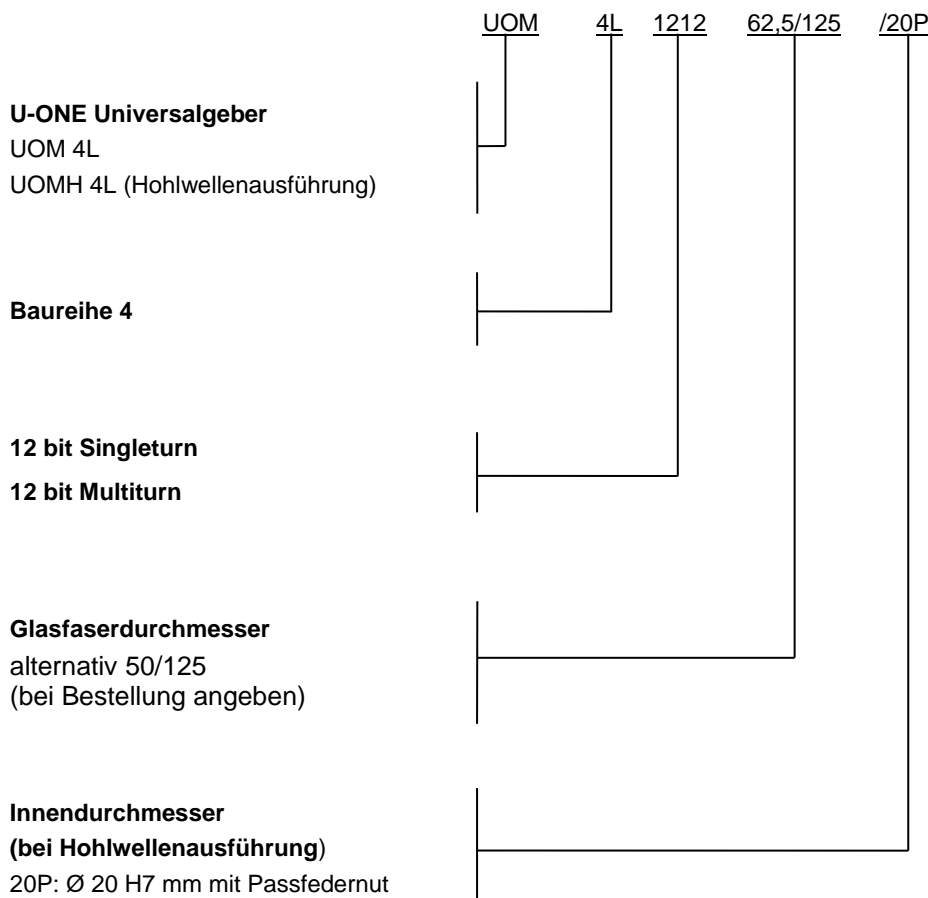 UOM 4L 1212 62,5/125 /20P
U-ONE Universalgeber
UOM 4L
UOMH 4L (Hohlwellenausführung)
Baureihe 4
12 bit Singleturn
12 bit Multiturn
Glasfaserdurchmesser
alternativ 50/125
(bei Bestellung angeben)
Innendurchmesser
(bei Hohlwellenausführung)
20P: Ø 20 H7 mm mit Passfedernut